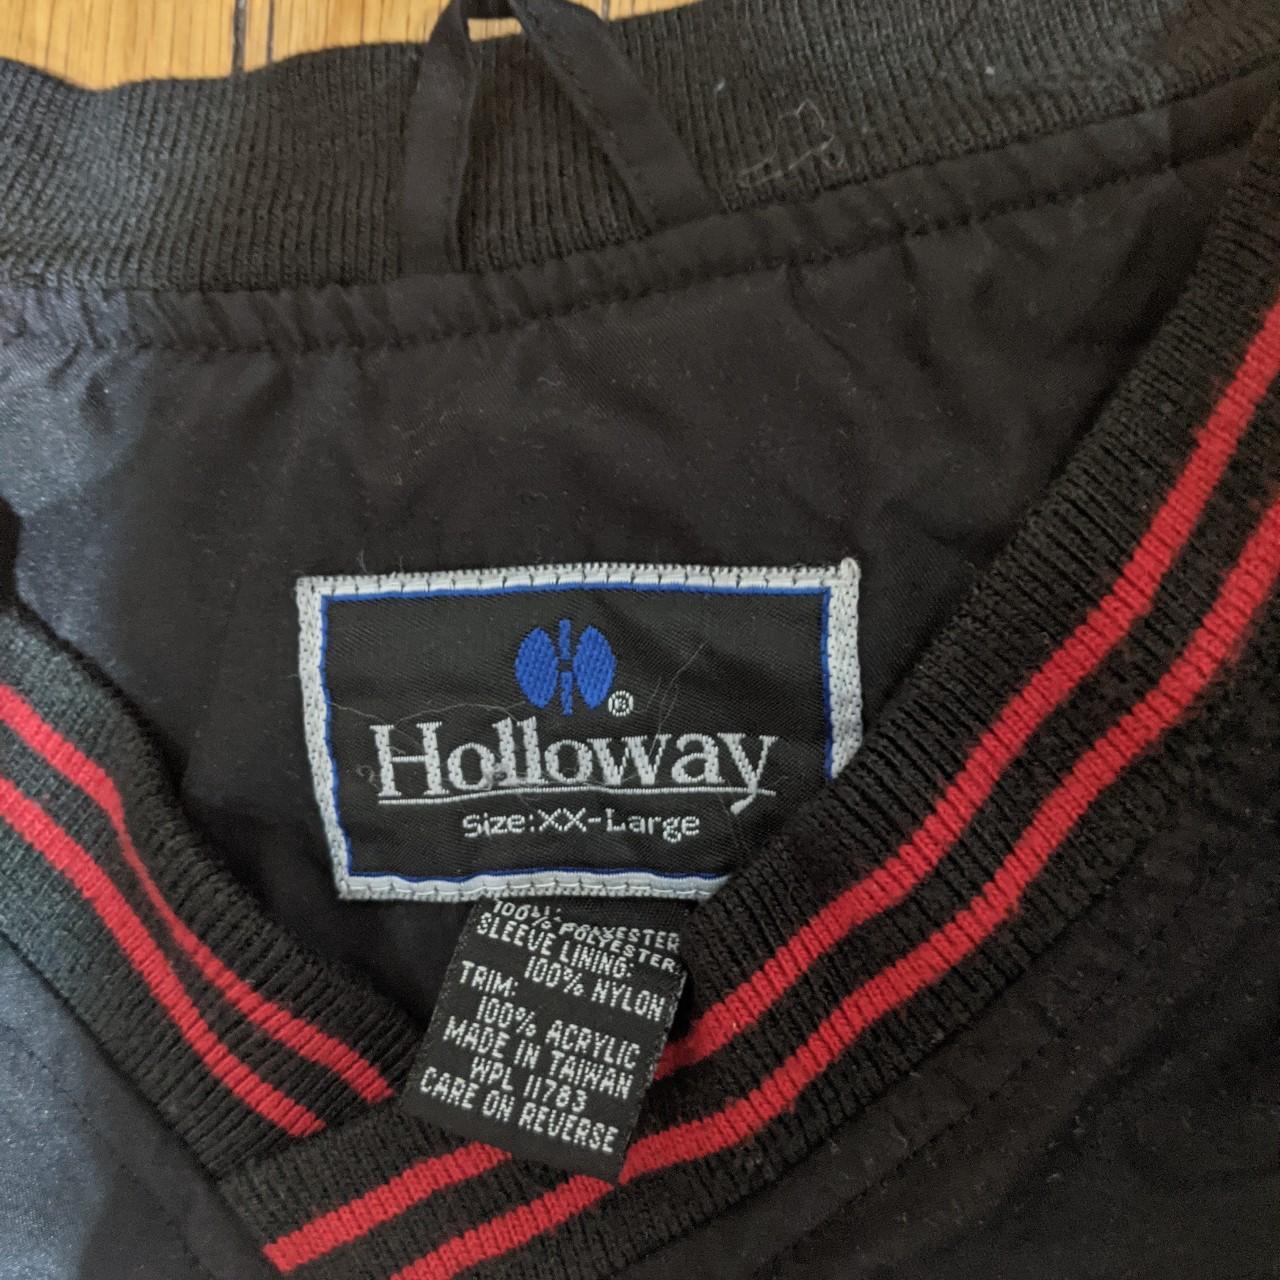 ®
Holloway
Size:XX-Large
100% POLYESTER
SLEEVE LINING:
100% NYLON
TRIM:
100% ACRYLIC
MADE IN TAIWAN
WPL 11783
CARE ON REVERSE